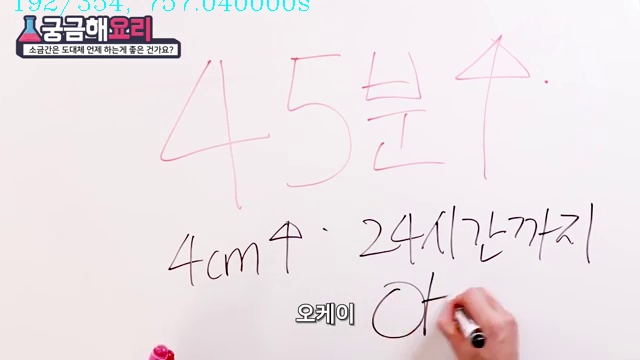 192/354, 757.040000s
궁금해요리
소금간은 도대체 언제 하는게 좋은 건가요?
45분↑.
4cm↑. 24시간까지
아
오케이